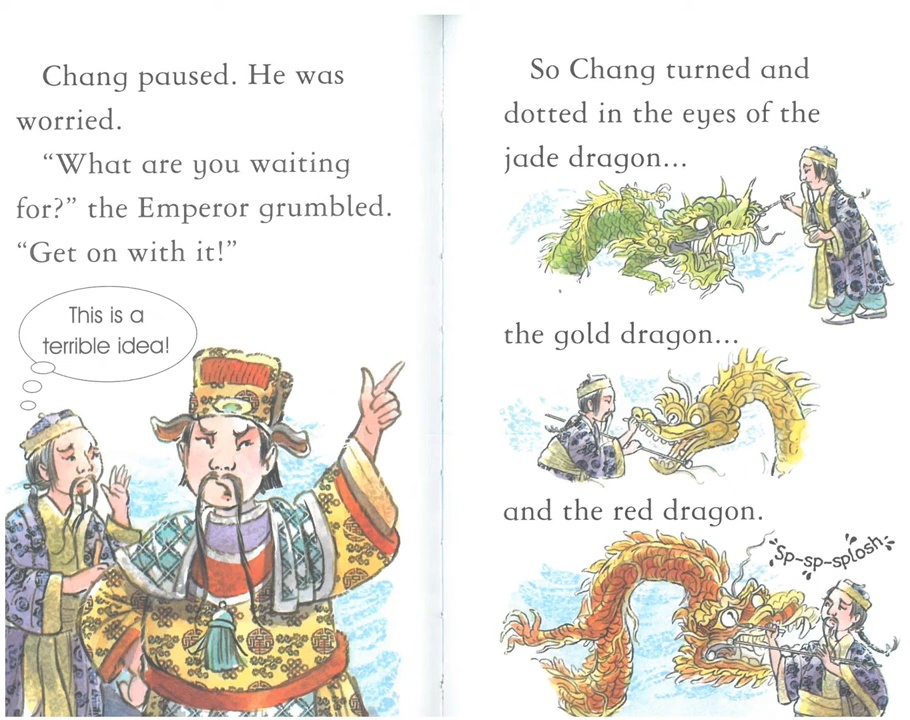 Chang paused. He was
worried.
“What are you waiting
for?” the Emperor grumbled.
“Get on with it!”
This is a
terrible idea!
So Chang turned and
dotted in the eyes of the
jade dragon...
the gold dragon...
and the red dragon.
Sp-sp-splosh